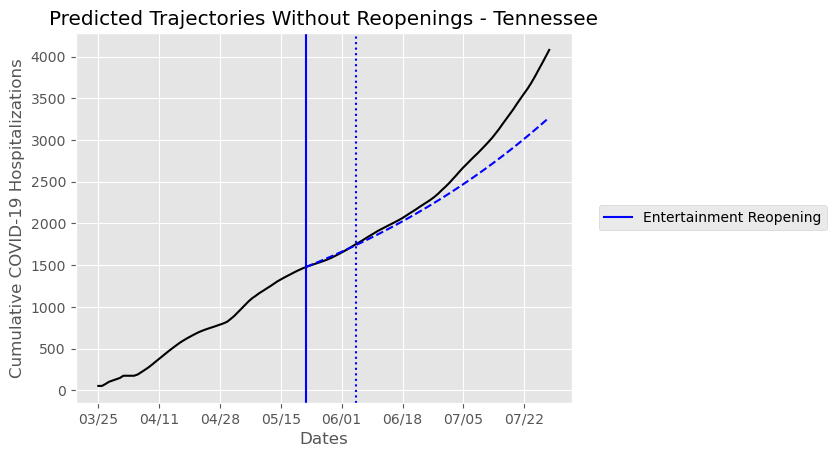 Predicted Trajectories Without Reopenings - Tennessee
Cumulative COVID-19 Hospitalizations
4000
3500
3000
2500
2000
1500
1000
500
0
03/25 04/11 04/28 05/15 06/01 06/18 07/05 07/22
Dates
Entertainment Reopening